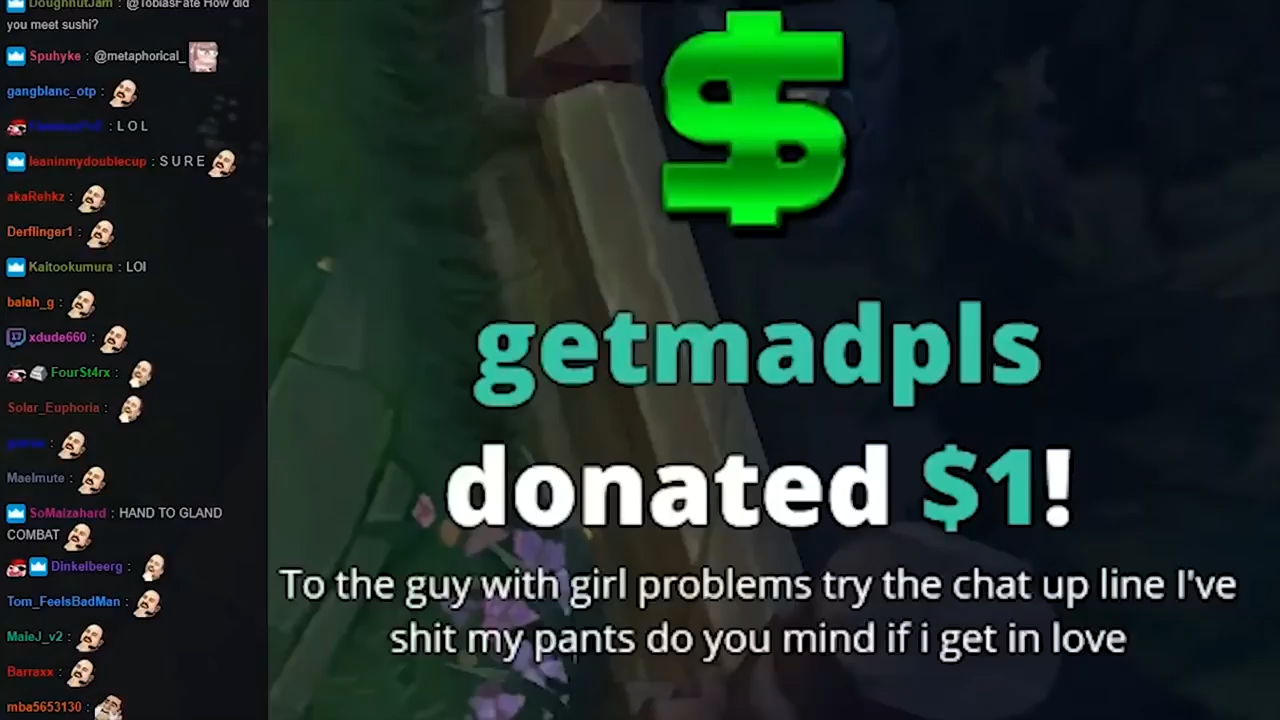 DoughnutJam : @TobiasFate How did
you meet sushi?
Spuhyke : @metaphorical_
gangblanc_otp :
: L O L
leaninmydoublecup : S U R E
akaRehkz :
Derflinger1 :
Kaitookumura : LOl
balah_g :
xdude660 :
FourSt4rx :
Solar_Euphoria :
Maelmute :
SoMaizahard : HAND TO GLAND
COMBAT
Dinkelbeerg :
Tom_FeelsBadMan :
MaieJ_v2 :
Barraxx :
mba5653130 :
$
getmadpls
donated $1!
To the guy with girl problems try the chat up line I've
shit my pants do you mind if i get in love